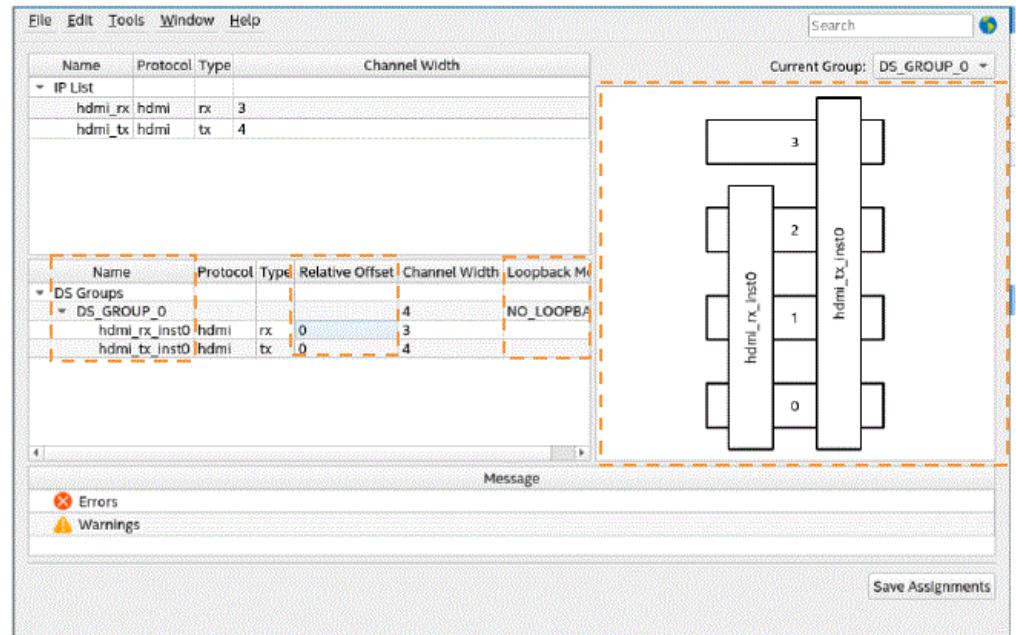 File Edit Tools Window Help
Search
Name Protocol Type Channel Width
IP List
hdmi_rx hdmi rx 3
hdmi_tx hdmi tx 4
Current Group: DS_GROUP_0
3
2
1
0
hdmi_rx_inst0
hdmi_tx_inst0
Name Protocol Type Relative Offset Channel Width Loopback Mo
DS Groups
DS_GROUP_0 4 NO_LOOPBA
hdmi_rx_inst0 hdmi rx 0 3
hdmi_tx_inst0 hdmi tx 0 4
Message
Errors
Warnings
Save Assignments